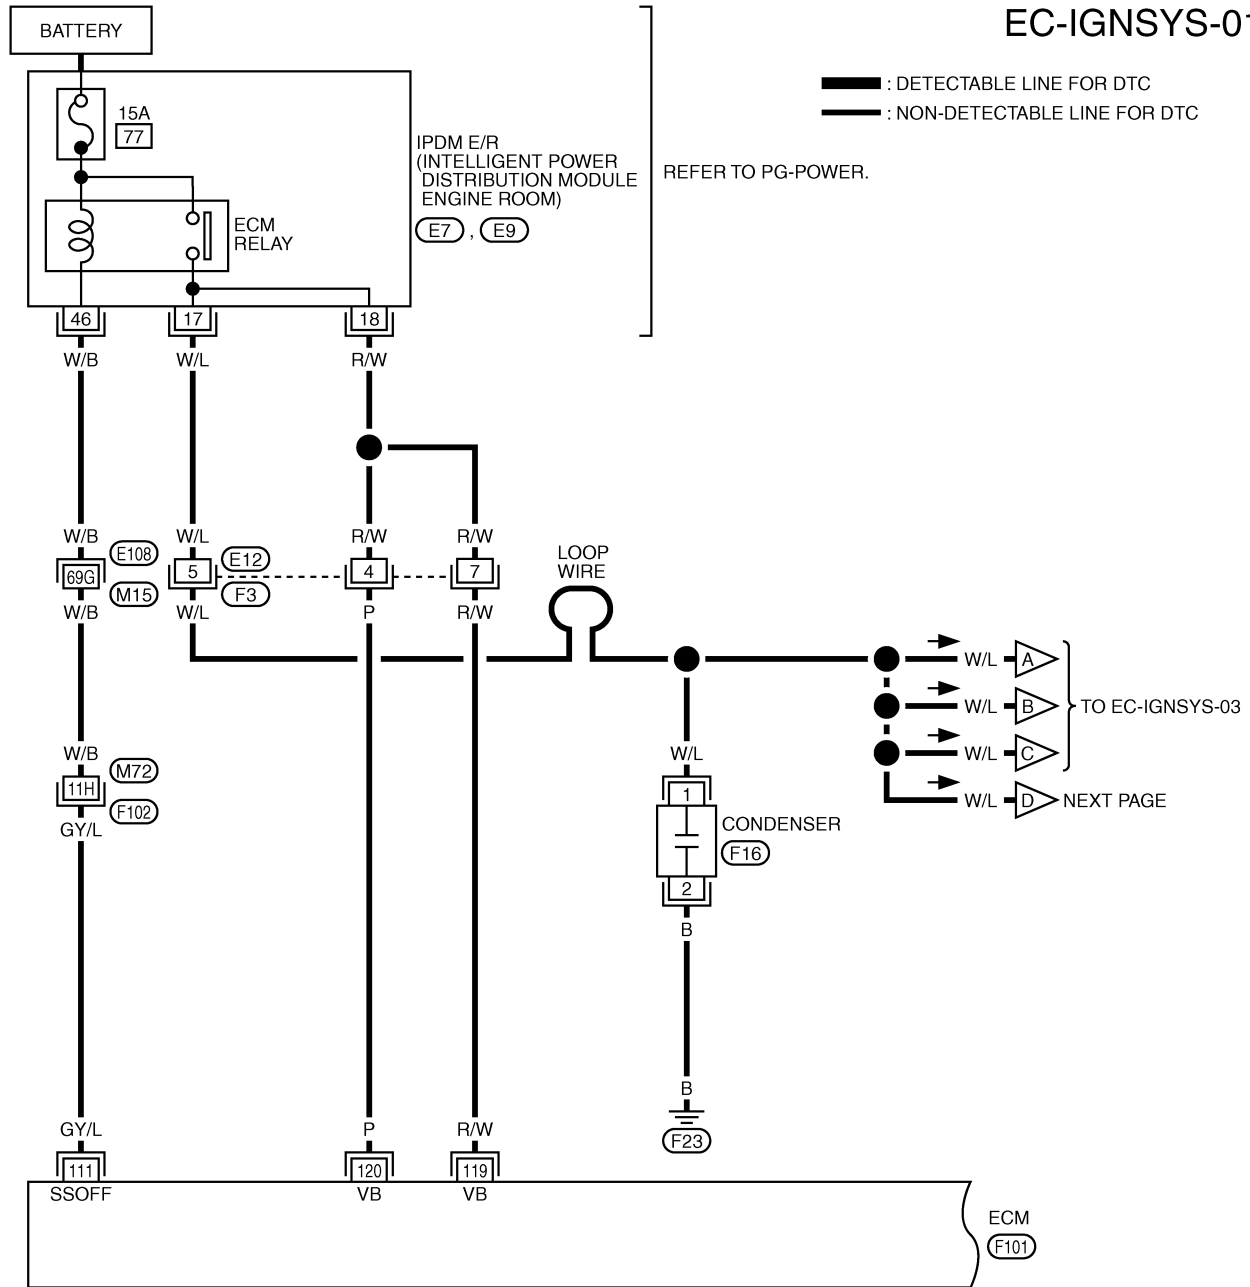 EC-IGNSYS-01
BATTERY
: DETECTABLE LINE FOR DTC
: NON-DETECTABLE LINE FOR DTC
15A
77
IPDM E/R
(INTELLIGENT POWER
DISTRIBUTION MODULE
ENGINE ROOM)
E7 , E9
REFER TO PG-POWER.
ECM
RELAY
46 17 18
W/B W/L R/W
W/B W/L R/W R/W
E108
69G
M15
5
E12
F3
4 7
W/B W/L P R/W
LOOP
WIRE
W/L A
W/L B
W/L C
TO EC-IGNSYS-03
W/L D NEXT PAGE
W/B
M72
11H
F102
GY/L
W/L
1
CONDENSER
F16
2
B
B
F23
GY/L P R/W
111 120 119
SSOFF VB VB
ECM
F101